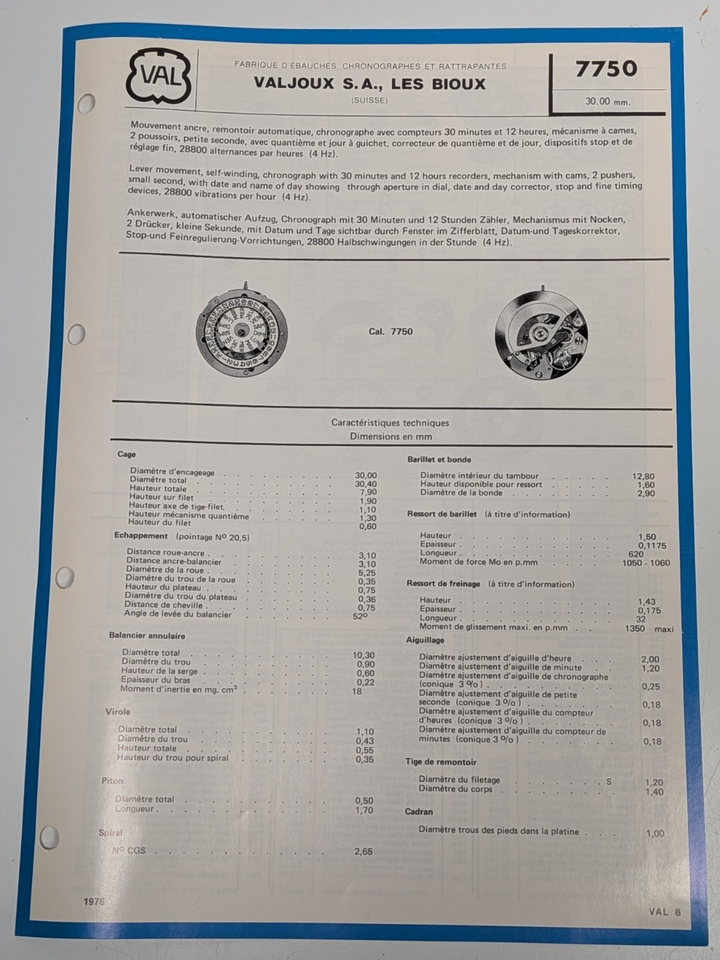 VAL
FABRIQUE D'ÉBAUCHES, CHRONOGRAPHES ET RATTRAPANTES
VALJOUX S.A., LES BIOUX
(SUISSE)
7750
30.00 mm.
Mouvement ancre, remontoir automatique, chronographe avec compteurs 30 minutes et 12 heures, mécanisme à cames,
2 poussoirs, petite seconde, avec quantième et jour à guichet, correcteur de quantième et de jour, dispositifs stop et de
réglage fin, 28800 alternances par heures (4 Hz).
Lever movement, self-winding, chronograph with 30 minutes and 12 hours recorders, mechanism with cams, 2 pushers,
small second, with date and name of day showing through aperture in dial, date and day corrector, stop and fine timing
devices, 28800 vibrations per hour (4 Hz).
Ankerwerk, automatischer Aufzug, Chronograph mit 30 Minuten und 12 Stunden Zähler, Mechanismus mit Nocken,
2 Drücker, kleine Sekunde, mit Datum und Tage sichtbar durch Fenster im Zifferblatt, Datum-und Tageskorrektor,
Stop-und Feinregulierung-Vorrichtungen, 28800 Halbschwingungen in der Stunde (4 Hz).
Cal. 7750
Caractéristiques techniques
Dimensions en mm
Cage
Diamètre d'encageage 30,00
Diamètre total 30,40
Hauteur totale 7,90
Hauteur sur filet 1,90
Hauteur axe de tige-filet 1,10
Hauteur mécanisme quantième 1,30
Hauteur du filet 0,60
Echappement (pointage Nº 20,5)
Distance roue-ancre 3,10
Distance ancre-balancier 3,10
Diamètre de la roue 5,25
Diamètre du trou de la roue 0,35
Hauteur du plateau 0,75
Diamètre du trou du plateau 0,36
Distance de cheville 0,75
Angle de levée du balancier 52º
Balancier annulaire
Diamètre total 10,30
Diamètre du trou 0,90
Hauteur de la serge 0,60
Epaisseur du bras 0,22
Moment d'inertie en mg. cm² 18
Virole
Diamètre total 1,10
Diamètre du trou 0,43
Hauteur totale 0,55
Hauteur du trou pour spiral 0,35
Piton
Diamètre total 0,50
Longueur 1,70
Spiral
Nº CGS 2,65
Barillet et bonde
Diamètre intérieur du tambour 12,80
Hauteur disponible pour ressort 1,60
Diamètre de la bonde 2,90
Ressort de barillet (à titre d'information)
Hauteur 1,50
Epaisseur 0,1175
Longueur 620
Moment de force Mo en p.mm 1050 - 1060
Ressort de freinage (à titre d'information)
Hauteur 1,43
Epaisseur 0,175
Longueur 32
Moment de glissement maxi. en p.mm 1350 maxi
Aiguillage
Diamètre ajustement d'aiguille d'heure 2,00
Diamètre ajustement d'aiguille de minute 1,20
Diamètre ajustement d'aiguille de chronographe
(conique 3 º/o) 0,25
Diamètre ajustement d'aiguille de petite
seconde (conique 3 º/o) 0,18
Diamètre ajustement d'aiguille du compteur
d'heures (conique 3 º/o) 0,18
Diamètre ajustement d'aiguille du compteur de
minutes (conique 3 º/o) 0,18
Tige de remontoir
Diamètre du filetage S 1,20
Diamètre du corps 1,40
Cadran
Diamètre trous des pieds dans la platine 1,00
1976
VAL 8